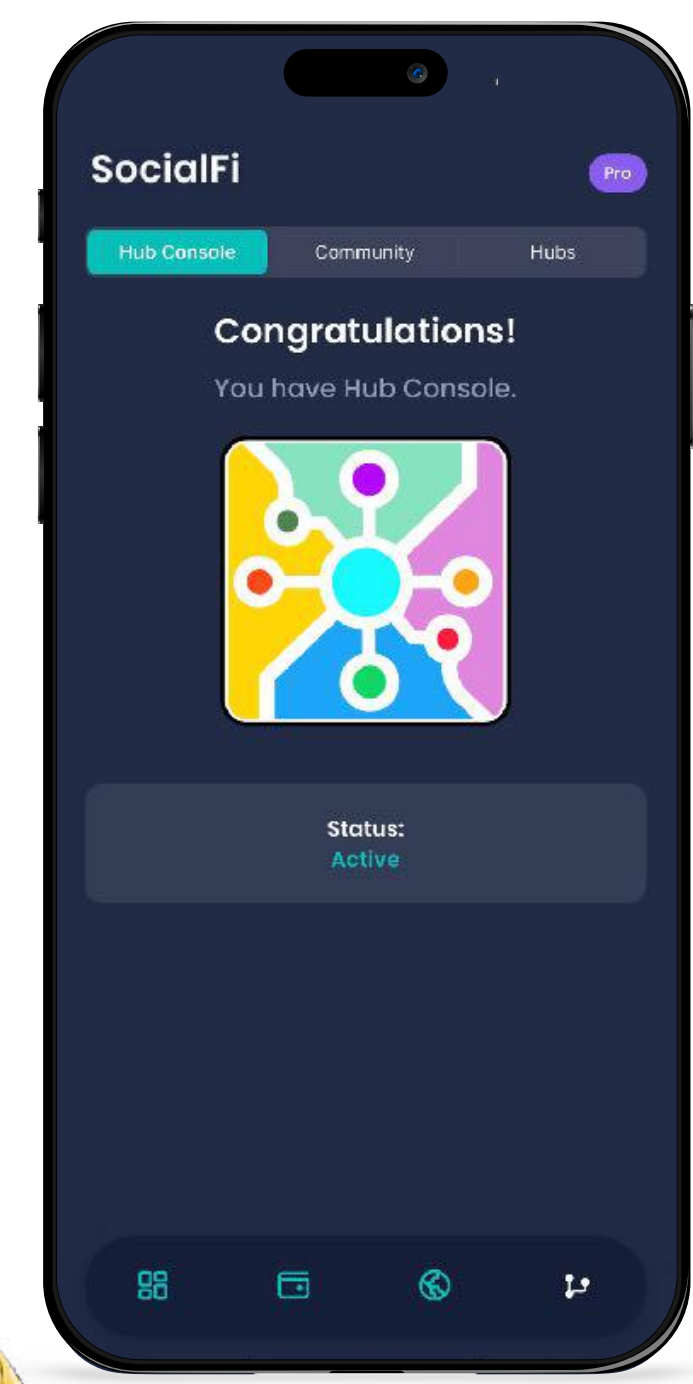 SocialFi
Pro
Hub Console Community Hubs
Congratulations!
You have Hub Console.
Status:
Active